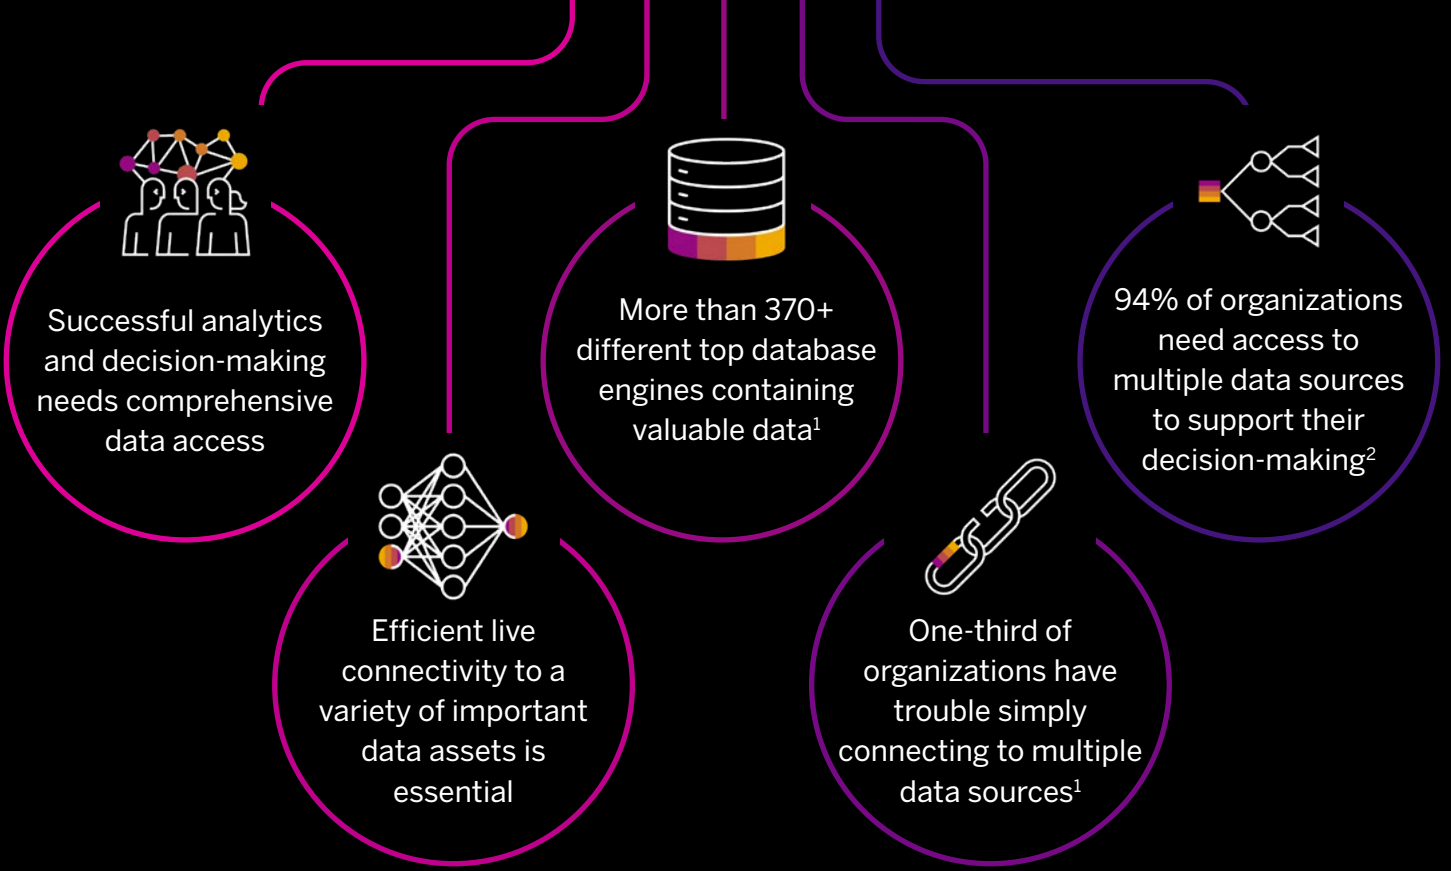 Successful analytics
and decision-making
needs comprehensive
data access
Efficient live
connectivity to a
variety of important
data assets is
essential
More than 370+
different top database
engines containing
valuable data¹
One-third of
organizations have
trouble simply
connecting to multiple
data sources¹
94% of organizations
need access to
multiple data sources
to support their
decision-making²